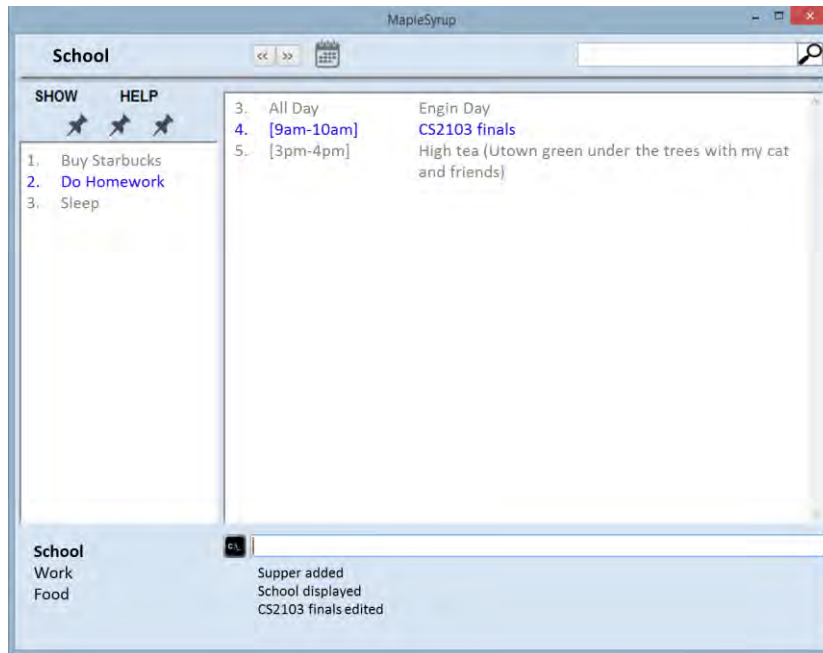 MapleSyrup
School
<< >>
SHOW HELP
1. Buy Starbucks
2. Do Homework
3. Sleep
3. All Day Engin Day
4. [9am-10am] CS2103 finals
5. [3pm-4pm] High tea (Utown green under the trees with my cat
and friends)
School
Work
Food
C:\_
Supper added
School displayed
CS2103 finals edited